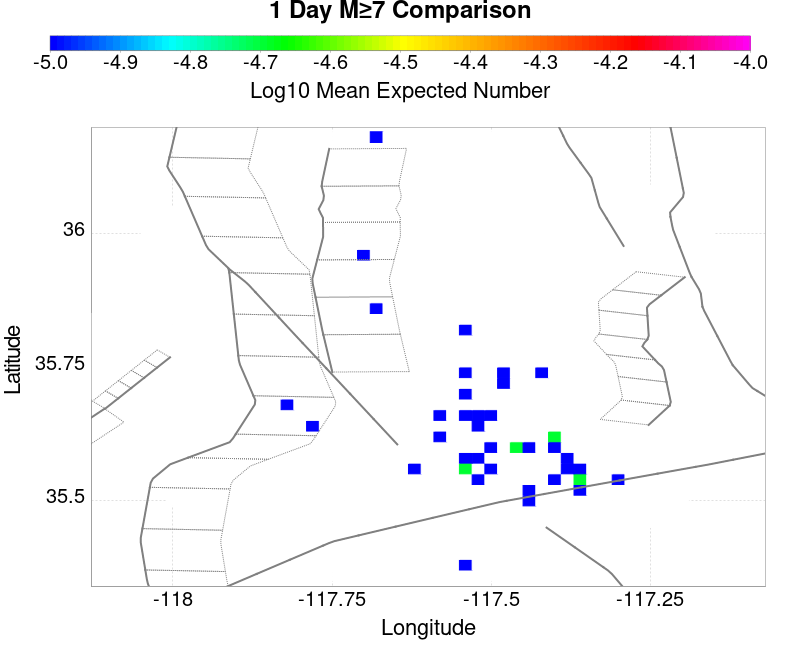 1 Day M≥7 Comparison
-5.0 -4.9 -4.8 -4.7 -4.6 -4.5 -4.4 -4.3 -4.2 -4.1 -4.0
Log10 Mean Expected Number
36
35.75
35.5
Latitude
-118 -117.75 -117.5 -117.25
Longitude